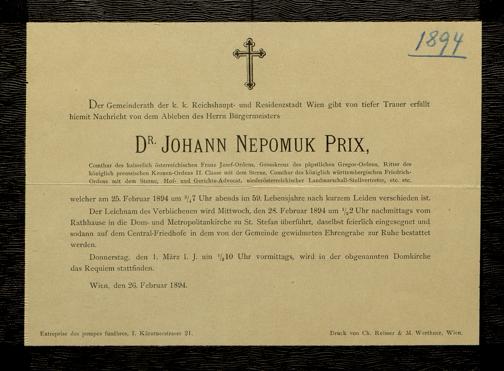 1894
Der Gemeinderath der k. k. Reichshaupt- und Residenzstadt Wien gibt von tiefer Trauer erfüllt
hiemit Nachricht von dem Ableben des Herrn Bürgermeisters
DR. JOHANN NEPOMUK PRIX,
Comthur des kaiserlich österreichischen Franz Josef-Ordens, Grosskreuz des päpstlichen Gregor-Ordens, Ritter des
königlich preussischen Kronen-Ordens II. Classe mit dem Sterne, Comthur des königlich württembergischen Friedrich-
Ordens mit dem Sterne, Hof- und Gerichts-Advocat, niederösterreichischer Landmarschall-Stellvertreter, etc. etc.
welcher am 25. Februar 1894 um 3/4 7 Uhr abends im 59. Lebensjahre nach kurzem Leiden verschieden ist.
Der Leichnam des Verblichenen wird Mittwoch, den 28. Februar 1894 um 1/2 2 Uhr nachmittags vom
Rathhause in die Dom- und Metropolitankirche zu St. Stefan überführt, daselbst feierlich eingesegnet und
sodann auf dem Central-Friedhofe in dem von der Gemeinde gewidmeten Ehrengrabe zur Ruhe bestattet
werden.
Donnerstag, den 1. März l. J. um 1/2 10 Uhr vormittags, wird in der obgenannten Domkirche
das Requiem stattfinden.
Wien, den 26. Februar 1894.
Entreprise des pompes funèbres, I. Kärntnerstrasse 21.
Druck von Ch. Reisser & M. Werthner, Wien.